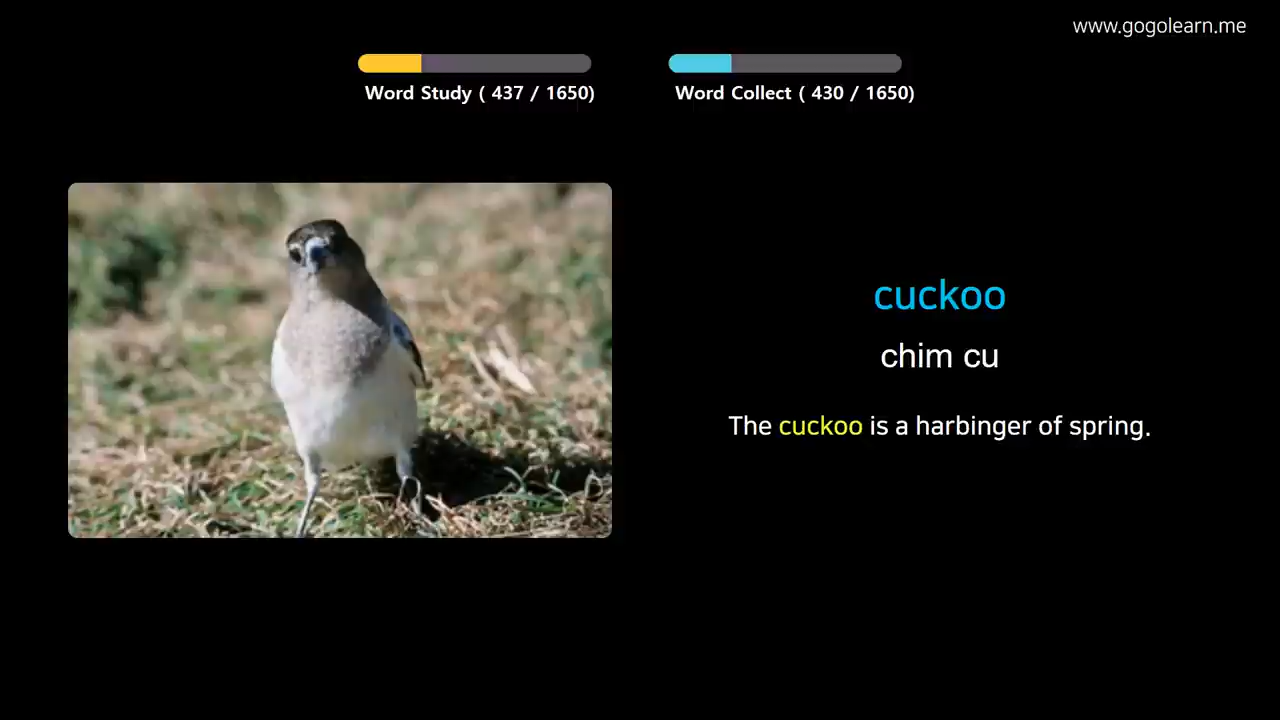 www.gogolearn.me
Word Study ( 437 / 1650)
Word Collect ( 430 / 1650)
cuckoo
chim cu
The cuckoo is a harbinger of spring.